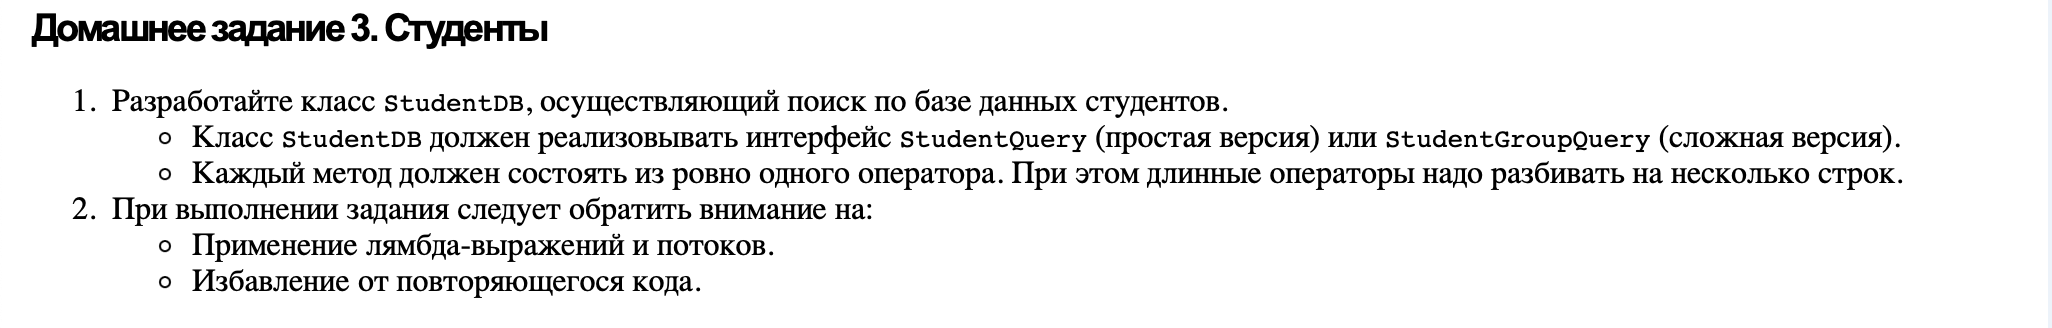 Домашнее задание 3. Студенты
1. Разработайте класс StudentDB, осуществляющий поиск по базе данных студентов.
◦ Класс StudentDB должен реализовывать интерфейс StudentQuery (простая версия) или StudentGroupQuery (сложная версия).
◦ Каждый метод должен состоять из ровно одного оператора. При этом длинные операторы надо разбивать на несколько строк.
2. При выполнении задания следует обратить внимание на:
◦ Применение лямбда-выражений и потоков.
◦ Избавление от повторяющегося кода.